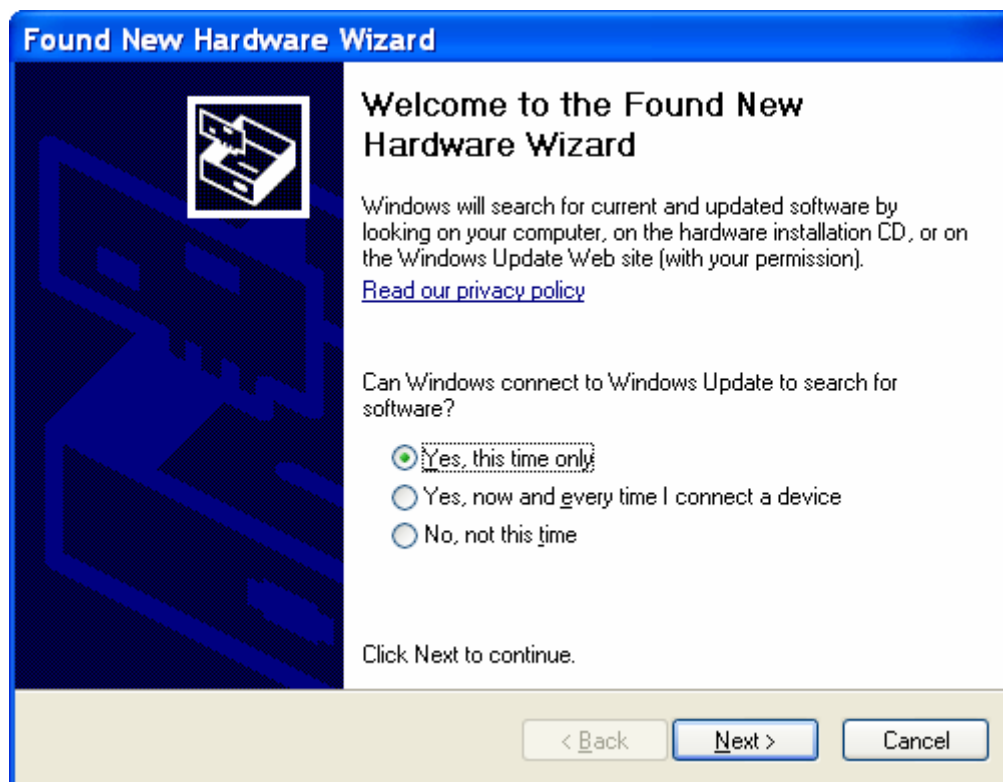 Found New Hardware Wizard
Welcome to the Found New
Hardware Wizard
Windows will search for current and updated software by
looking on your computer, on the hardware installation CD, or on
the Windows Update Web site (with your permission).
Read our privacy policy
Can Windows connect to Windows Update to search for
software?
Yes, this time only
Yes, now and every time I connect a device
No, not this time
Click Next to continue.
< Back
Next >
Cancel